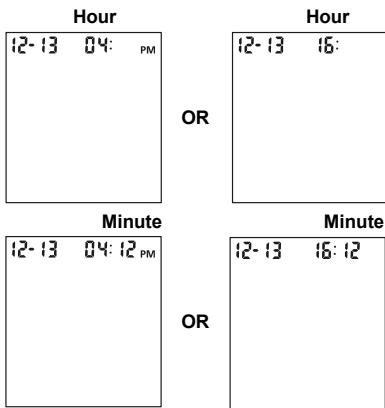 Hour Hour
12-13 04: PM 12-13 16:
OR
Minute Minute
12-13 04:12 PM 12-13 16:12
OR